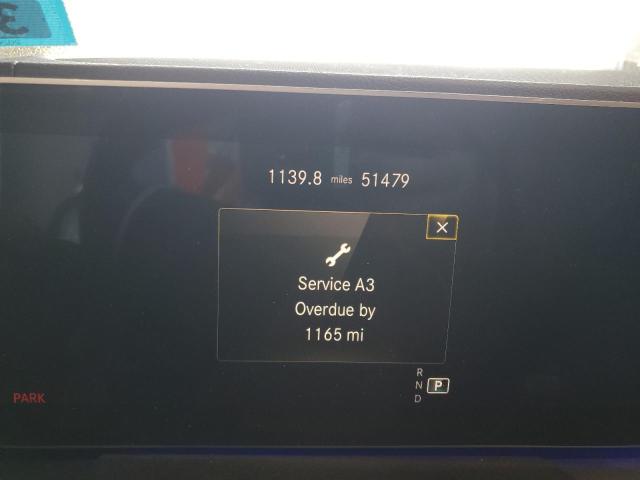 1139.8 miles 51479
Service A3
Overdue by
1165 mi
R
N P
D
PARK